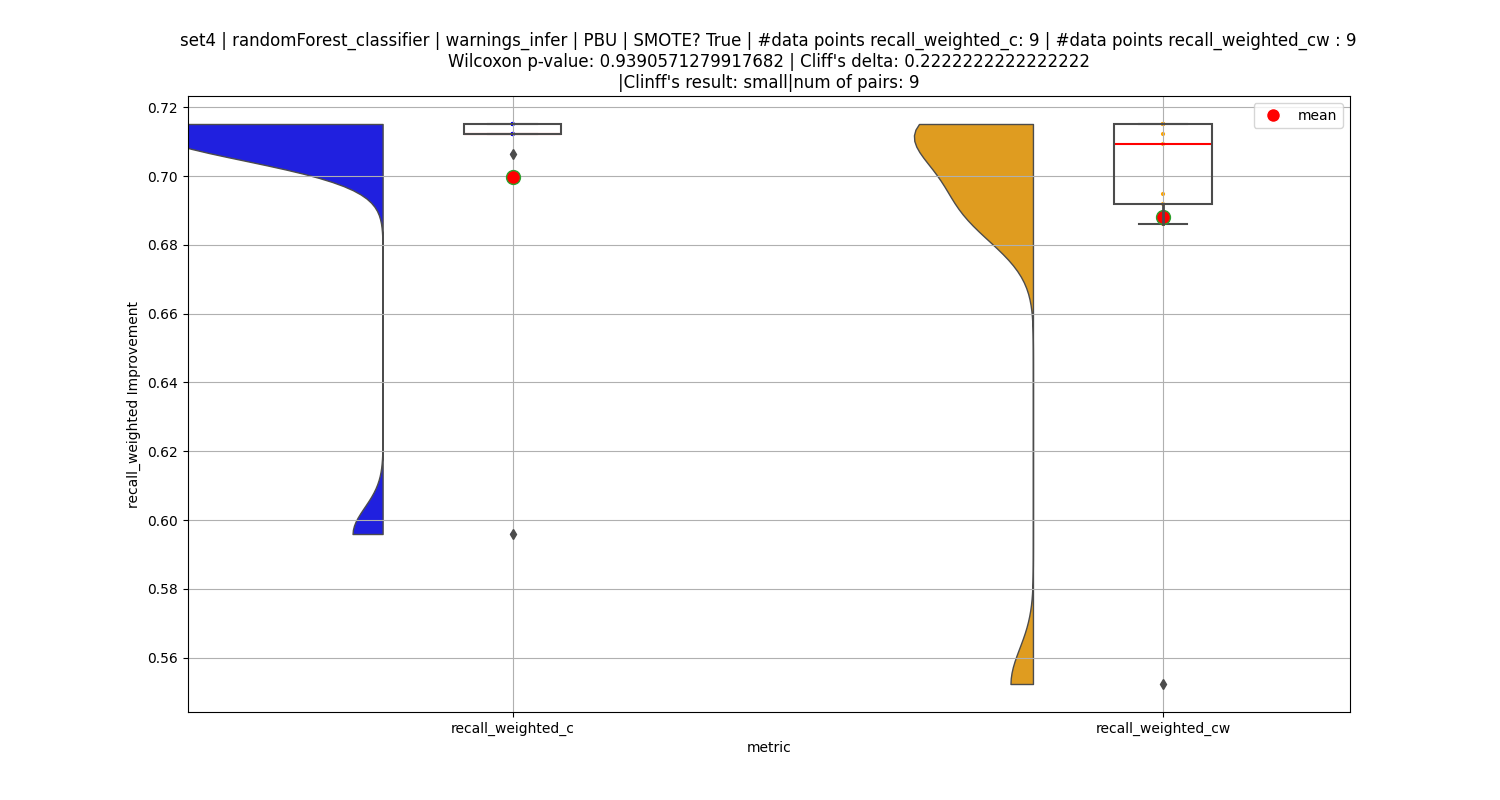 set4 | randomForest_classifier | warnings_infer | PBU | SMOTE? True | #data points recall_weighted_c: 9 | #data points recall_weighted_cw : 9
Wilcoxon p-value: 0.9390571279917682 | Cliff's delta: 0.2222222222222222
|Clinff's result: small|num of pairs: 9
mean
0.72
0.70
0.68
0.66
0.64
0.62
0.60
0.58
0.56
recall_weighted Improvement
recall_weighted_c
recall_weighted_cw
metric